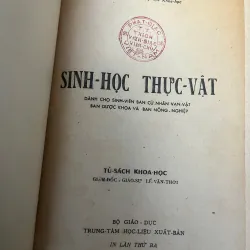 SINH-HỌC THỰC-VẬT
DÀNH CHO SINH-VIÊN BAN CỬ NHÂN VẠN-VẬT
BAN DƯỢC KHOA VÀ BAN NÔNG-NGHIỆP
TỦ-SÁCH KHOA-HỌC
GIÁM-ĐỐC: GIÁO-SƯ LÊ-VĂN-THỚI
BỘ GIÁO-DỤC
TRUNG-TÂM HỌC-LIỆU XUẤT-BẢN
IN LẦN THỨ BA